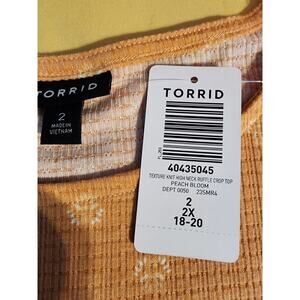 TORRID
2
MADE IN
VIETNAM
TORRID
40435045
TEXTURE KNIT HIGH NECK RUFFLE CROP TOP
PEACH BLOOM
DEPT 0050 23SMR4
2
2X
18-20